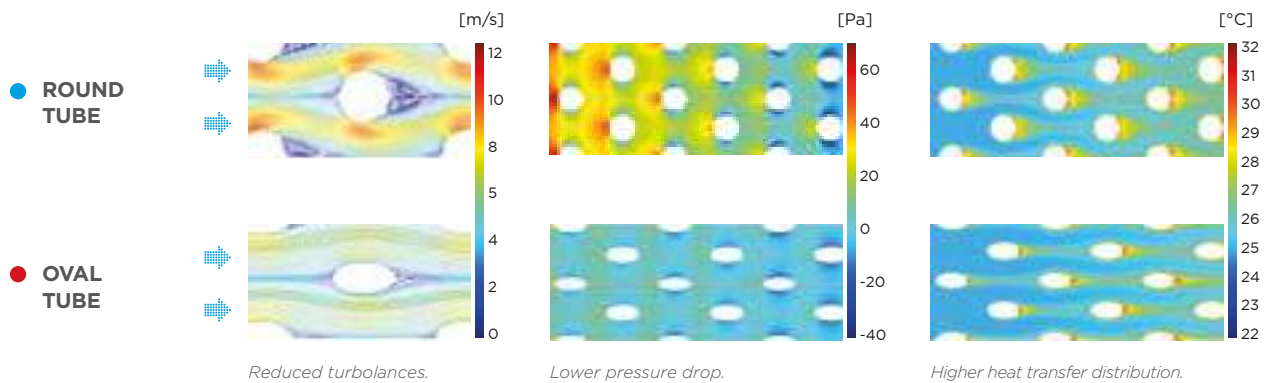 [m/s]
[Pa]
[°C]
ROUND
TUBE
12
10
8
5
4
2
0
60
40
20
0
-20
-40
32
31
30
29
28
27
26
25
24
23
22
OVAL
TUBE
Reduced turbolances.
Lower pressure drop.
Higher heat transfer distribution.